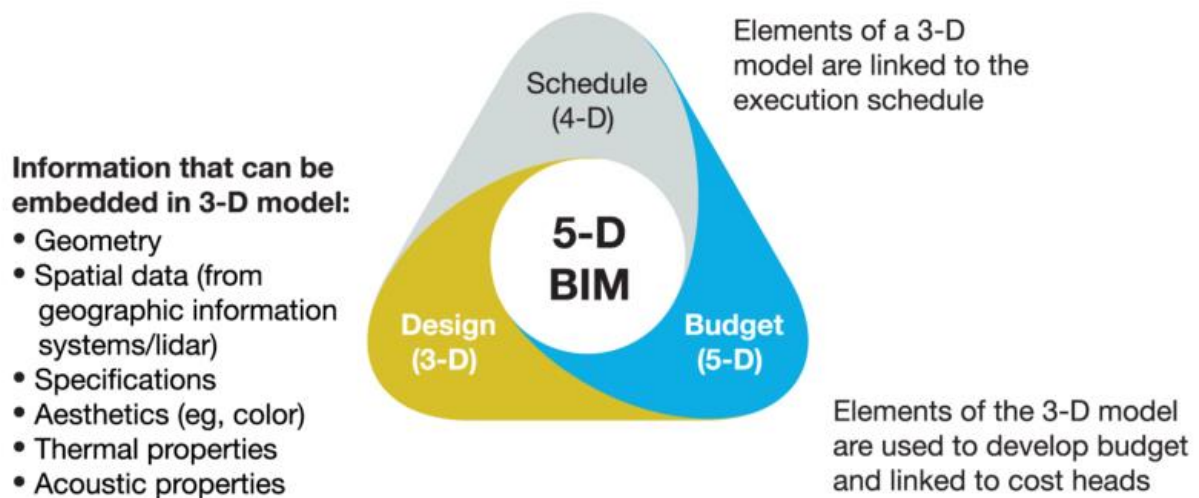 Elements of a 3-D
model are linked to the
execution schedule
Schedule
(4-D)
Information that can be
embedded in 3-D model:
• Geometry
• Spatial data (from
geographic information
systems/lidar)
• Specifications
• Aesthetics (eg, color)
• Thermal properties
• Acoustic properties
5-D
BIM
Design
(3-D)
Budget
(5-D)
Elements of the 3-D model
are used to develop budget
and linked to cost heads